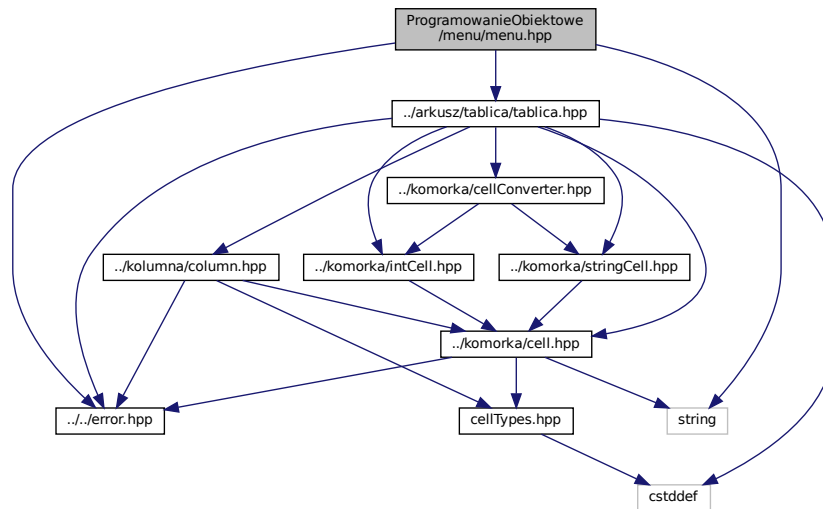 ProgramowanieObiektowe
/menu/menu.hpp
../arkusz/tablica/tablica.hpp
../komorka/cellConverter.hpp
../kolumna/column.hpp
../komorka/intCell.hpp
../komorka/stringCell.hpp
../komorka/cell.hpp
../../error.hpp
cellTypes.hpp
string
cstddef